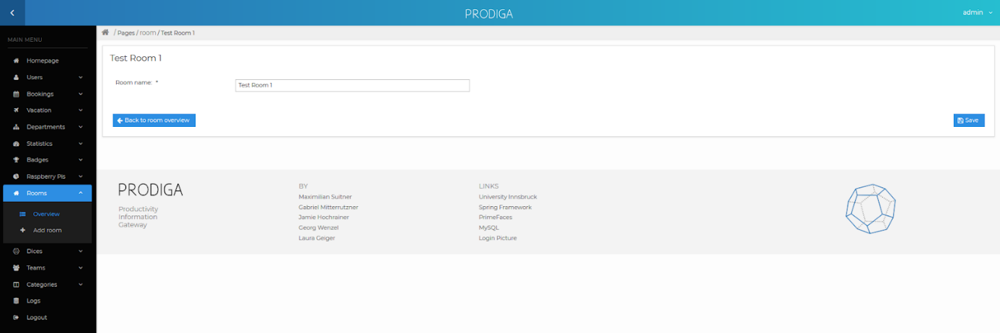 PRODIGA
admin
MAIN MENU
Homepage
Users
Bookings
Vacation
Departments
Statistics
Badges
Raspberry Pis
Rooms
Overview
Add room
Dices
Teams
Categories
Logs
Logout
/ Pages / room / Test Room 1
Test Room 1
Room name: *
Test Room 1
Back to room overview
Save
PRODIGA
Productivity
Information
Gateway
BY
Maximilian Suitner
Gabriel Mitterrutzner
Jamie Hochrainer
Georg Wenzel
Laura Geiger
LINKS
University Innsbruck
Spring Framework
PrimeFaces
MySQL
Login Picture